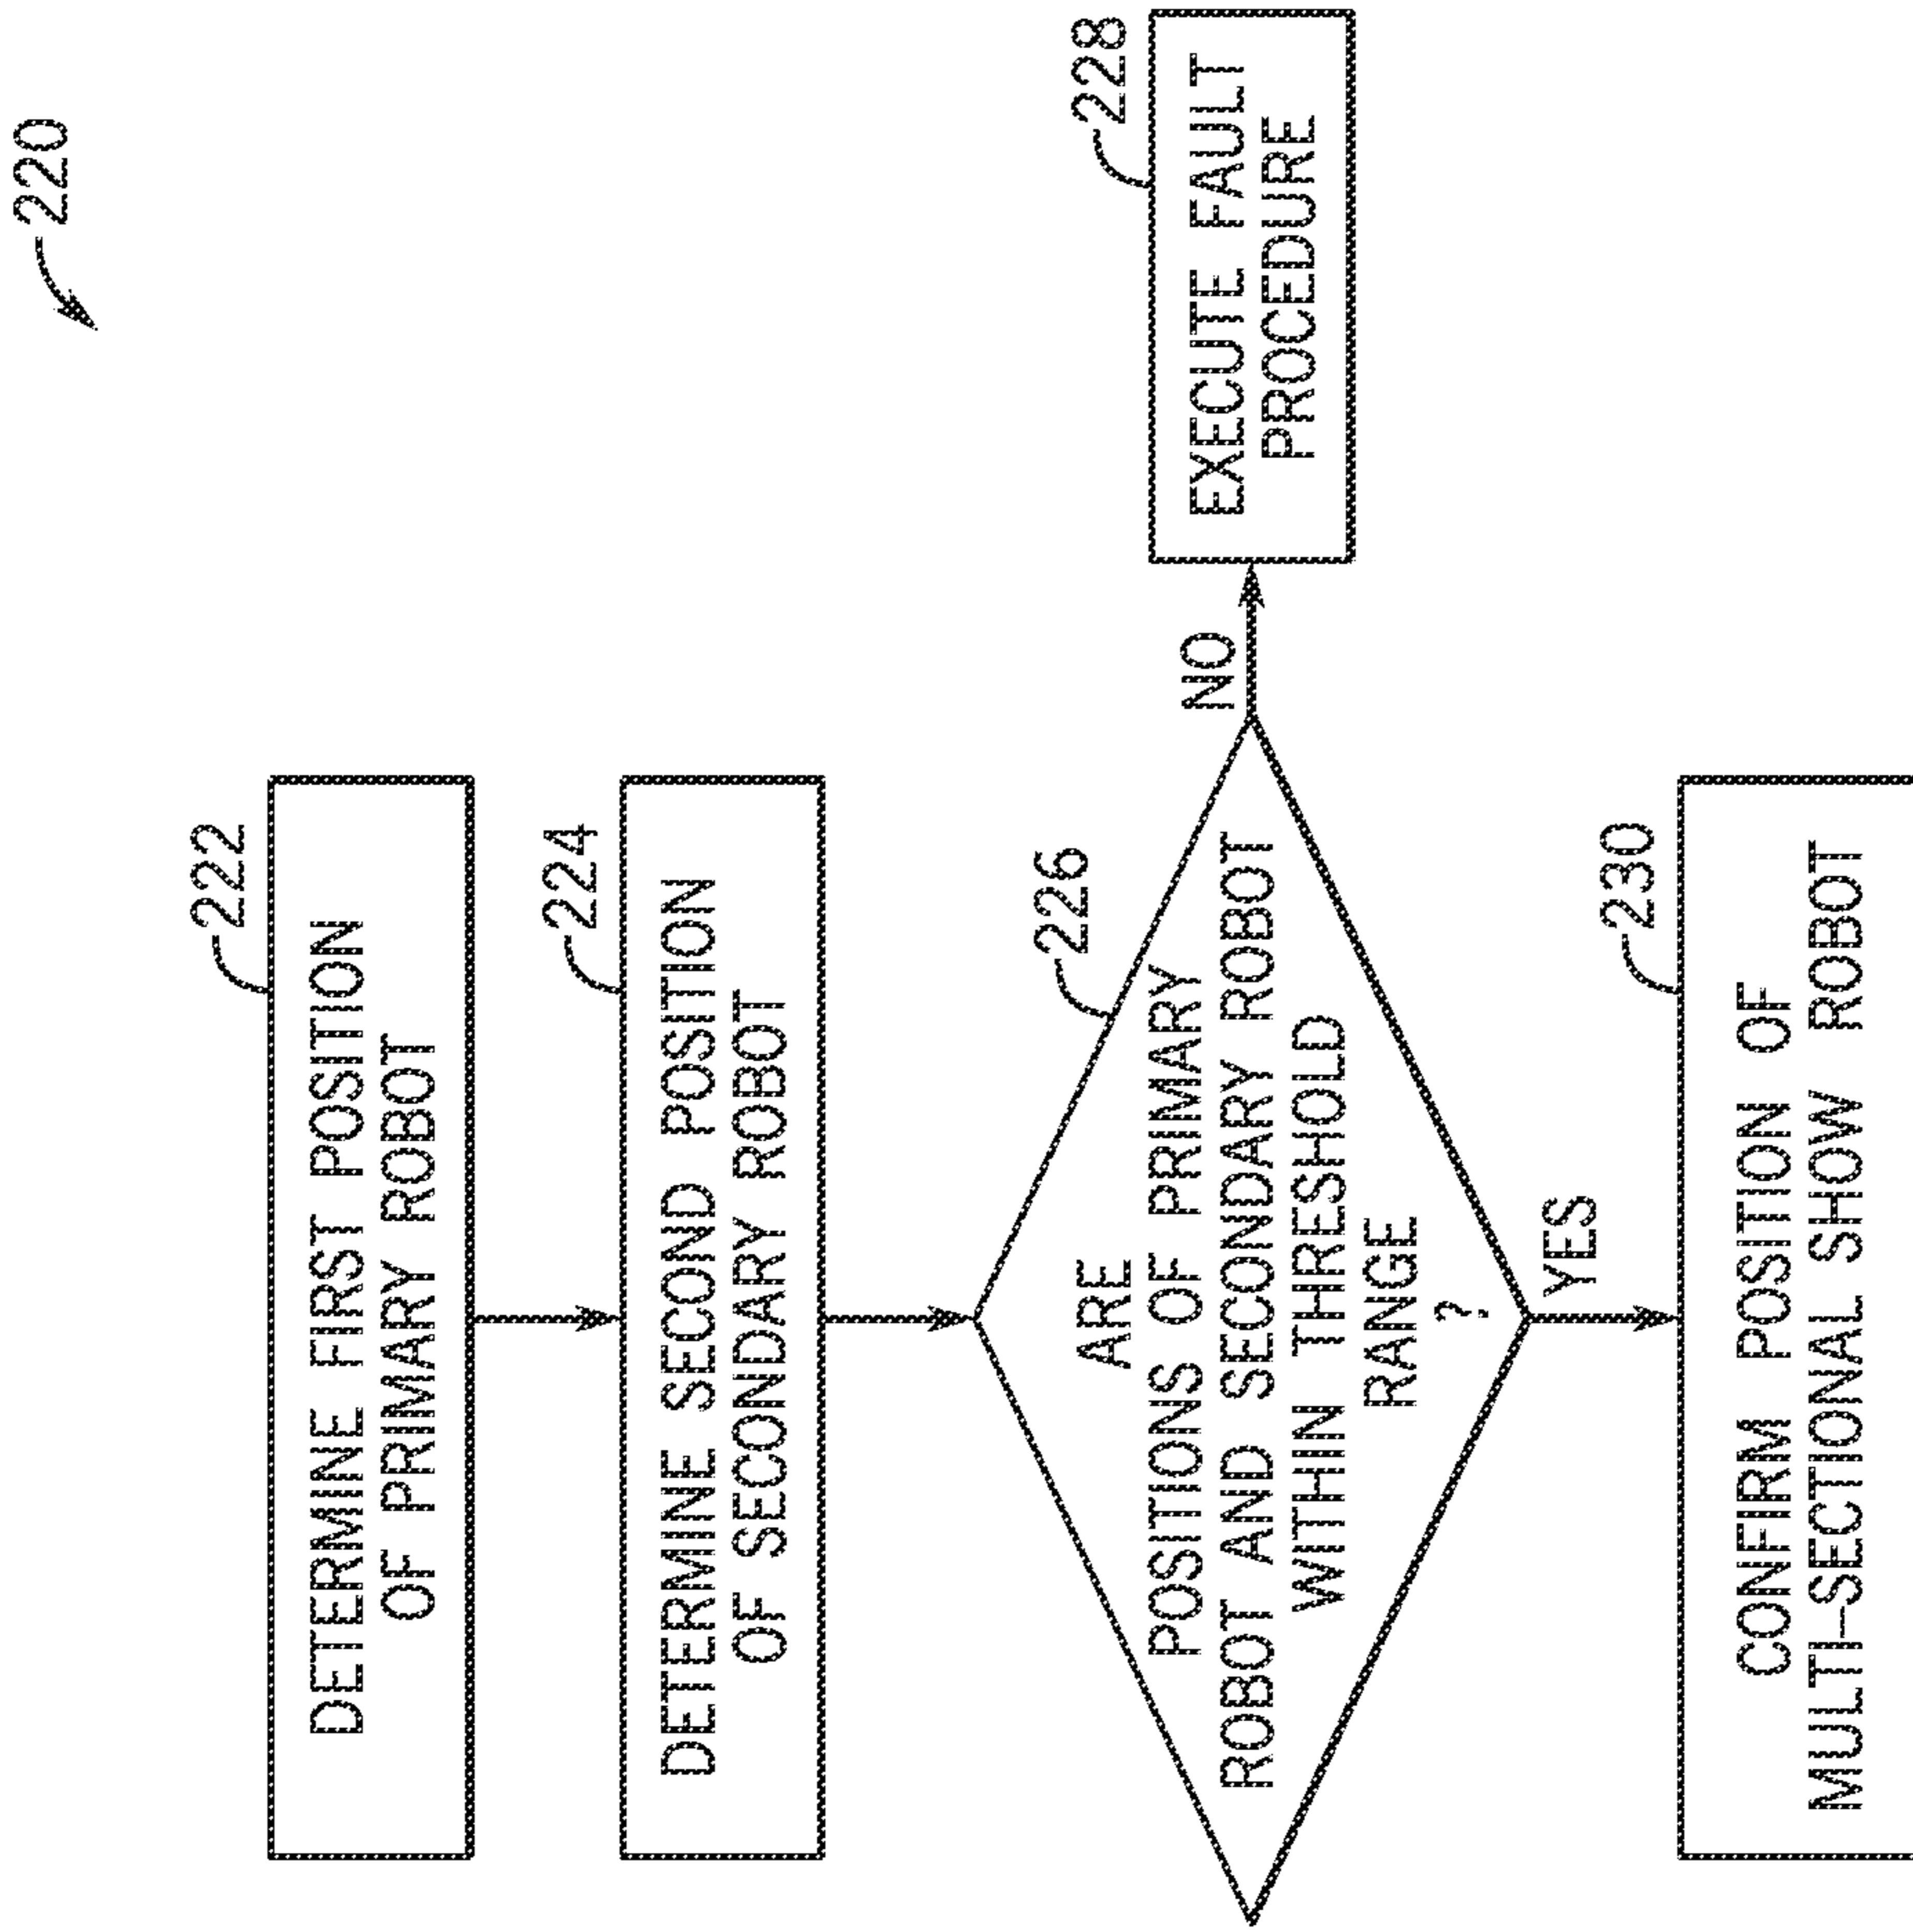 220
222
DETERMINE FIRST POSITION
OF PRIMARY ROBOT
224
DETERMINE SECOND POSITION
OF SECONDARY ROBOT
226
ARE
POSITIONS OF PRIMARY
ROBOT AND SECONDARY ROBOT
WITHIN THRESHOLD
RANGE
?
NO
228
EXECUTE FAULT
PROCEDURE
YES
230
CONFIRM POSITION OF
MULTI-SECTIONAL SHOW ROBOT